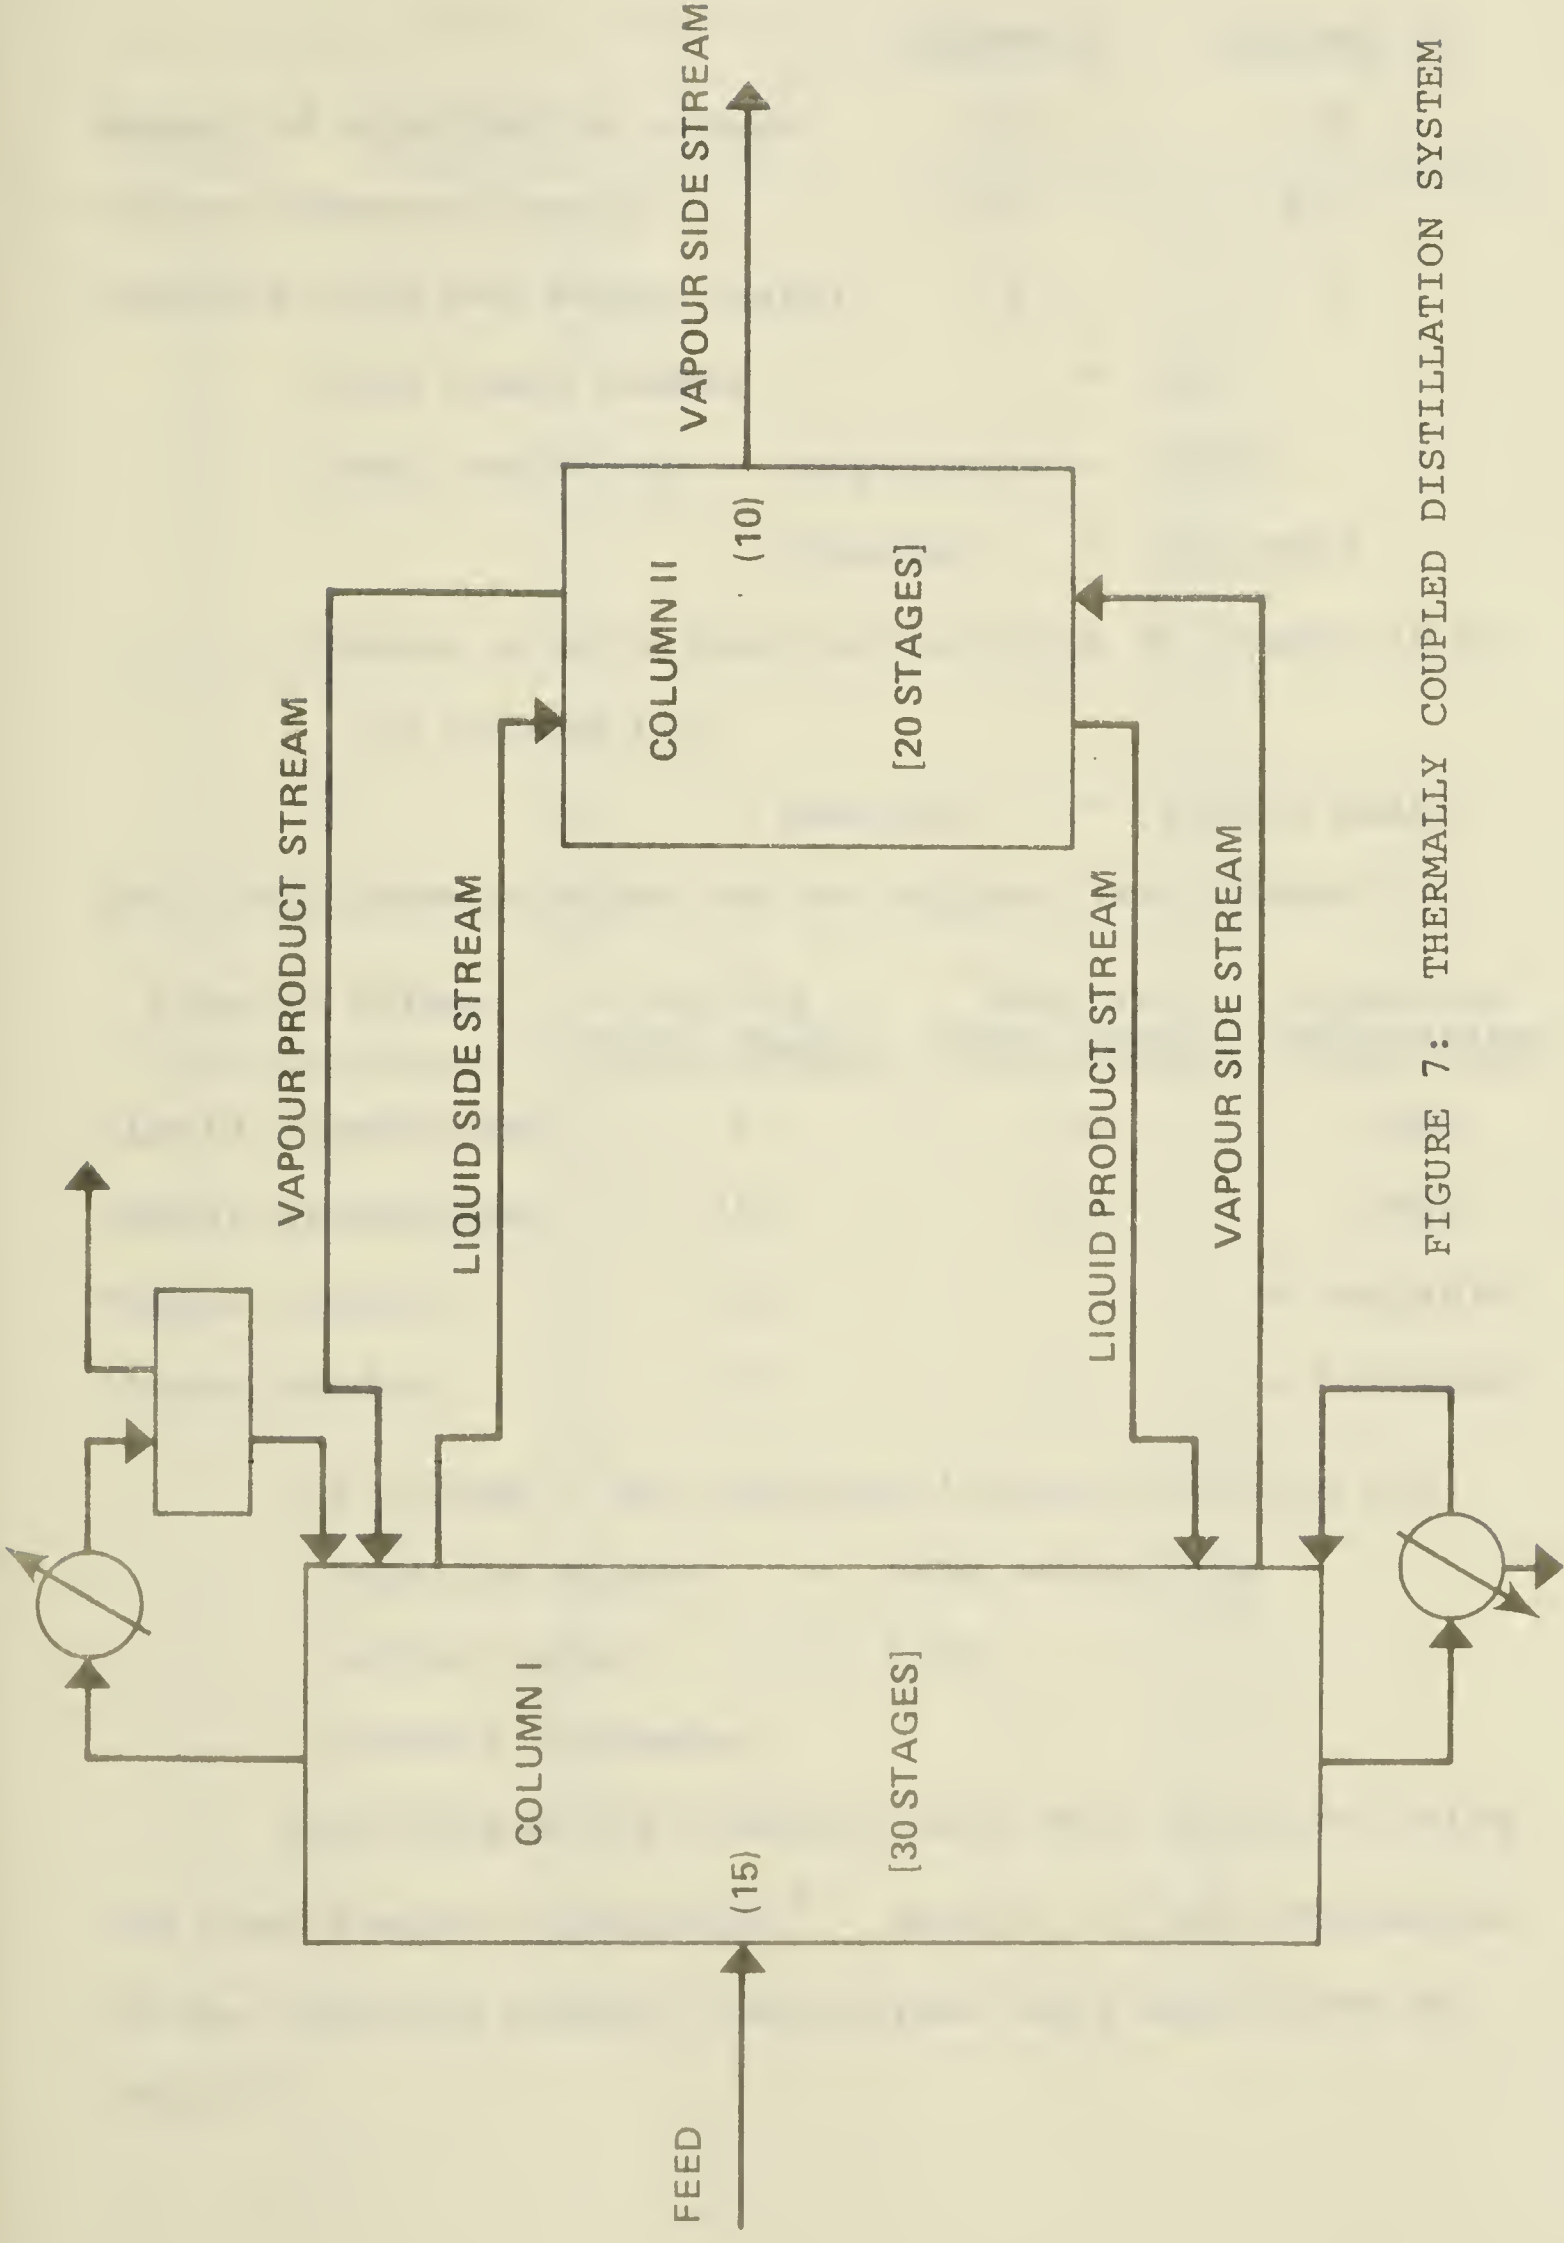 VAPOUR PRODUCT STREAM
LIQUID SIDE STREAM
VAPOUR SIDE STREAM
COLUMN I
(15)
[30 STAGES]
FEED
COLUMN II
(10)
[20 STAGES]
LIQUID PRODUCT STREAM
VAPOUR SIDE STREAM
FIGURE 7: THERMALLY COUPLED DISTILLATION SYSTEM